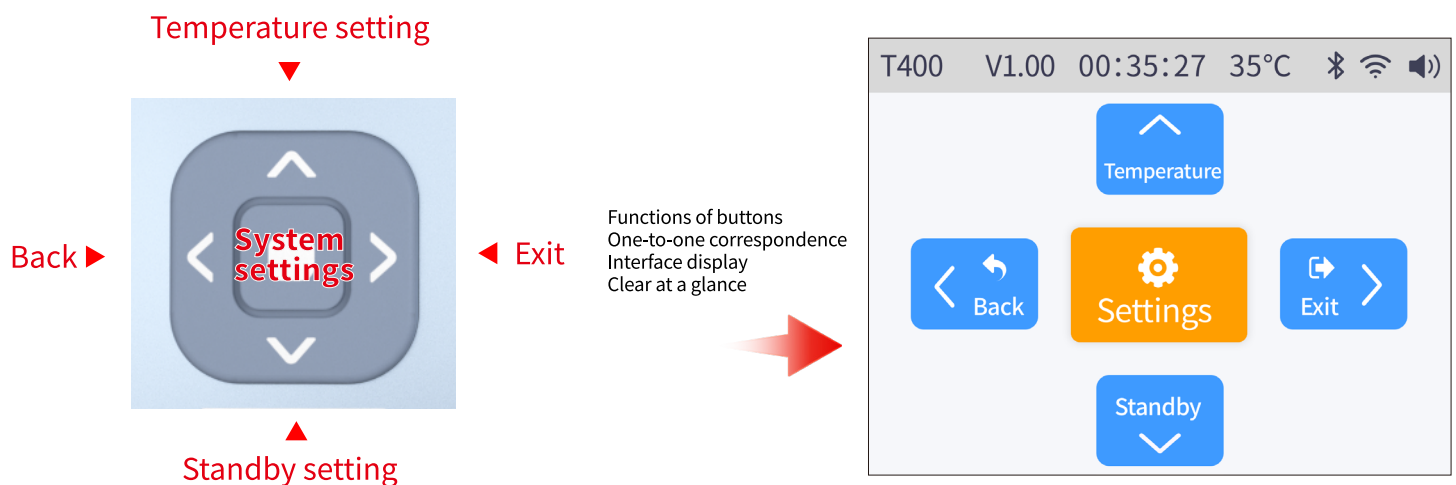 Temperature setting
Back
System
settings
Exit
Standby setting
Functions of buttons
One-to-one correspondence
Interface display
Clear at a glance
T400 V1.00 00:35:27 35°C
Temperature
Back
Settings
Exit
Standby